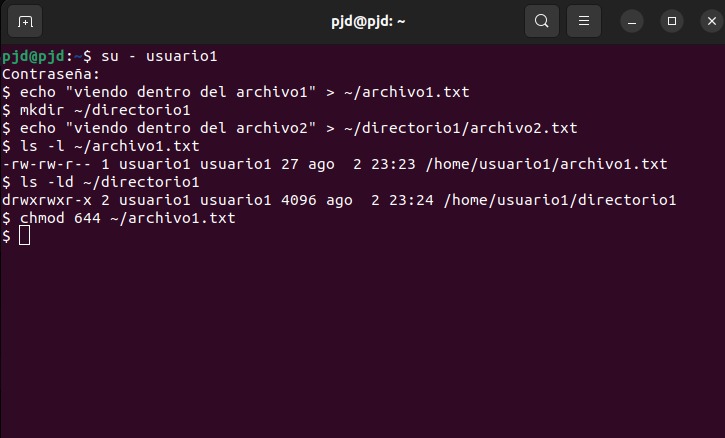 pjd@pjd: ~
pjd@pjd:~$ su - usuario1
Contraseña:
$ echo "viendo dentro del archivo1" > ~/archivo1.txt
$ mkdir ~/directorio1
$ echo "viendo dentro del archivo2" > ~/directorio1/archivo2.txt
$ ls -l ~/archivo1.txt
-rw-rw-r-- 1 usuario1 usuario1 27 ago  2 23:23 /home/usuario1/archivo1.txt
$ ls -ld ~/directorio1
drwxrwxr-x 2 usuario1 usuario1 4096 ago  2 23:24 /home/usuario1/directorio1
$ chmod 644 ~/archivo1.txt
$